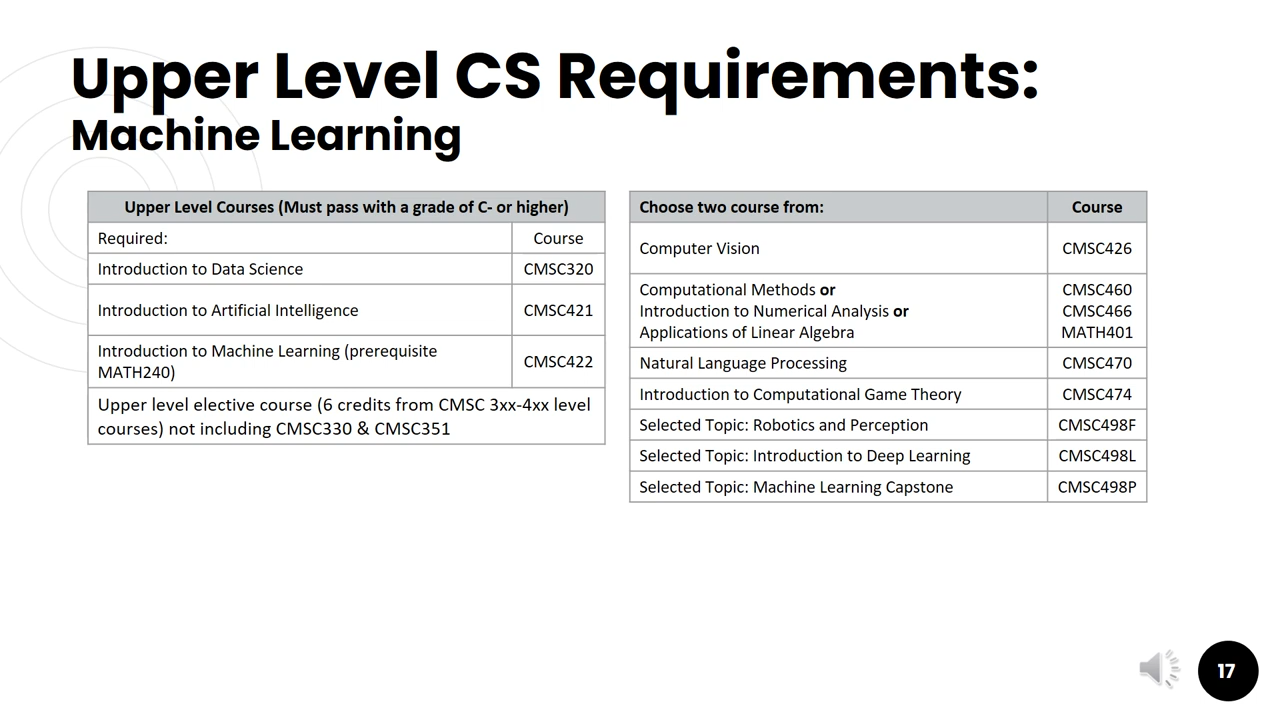 Upper Level CS Requirements:
Machine Learning
Upper Level Courses (Must pass with a grade of C- or higher)
Required: Course
Introduction to Data Science CMSC320
Introduction to Artificial Intelligence CMSC421
Introduction to Machine Learning (prerequisite
MATH240) CMSC422
Upper level elective course (6 credits from CMSC 3xx-4xx level
courses) not including CMSC330 & CMSC351
Choose two course from: Course
Computer Vision CMSC426
Computational Methods or CMSC460
Introduction to Numerical Analysis or CMSC466
Applications of Linear Algebra MATH401
Natural Language Processing CMSC470
Introduction to Computational Game Theory CMSC474
Selected Topic: Robotics and Perception CMSC498F
Selected Topic: Introduction to Deep Learning CMSC498L
Selected Topic: Machine Learning Capstone CMSC498P
17